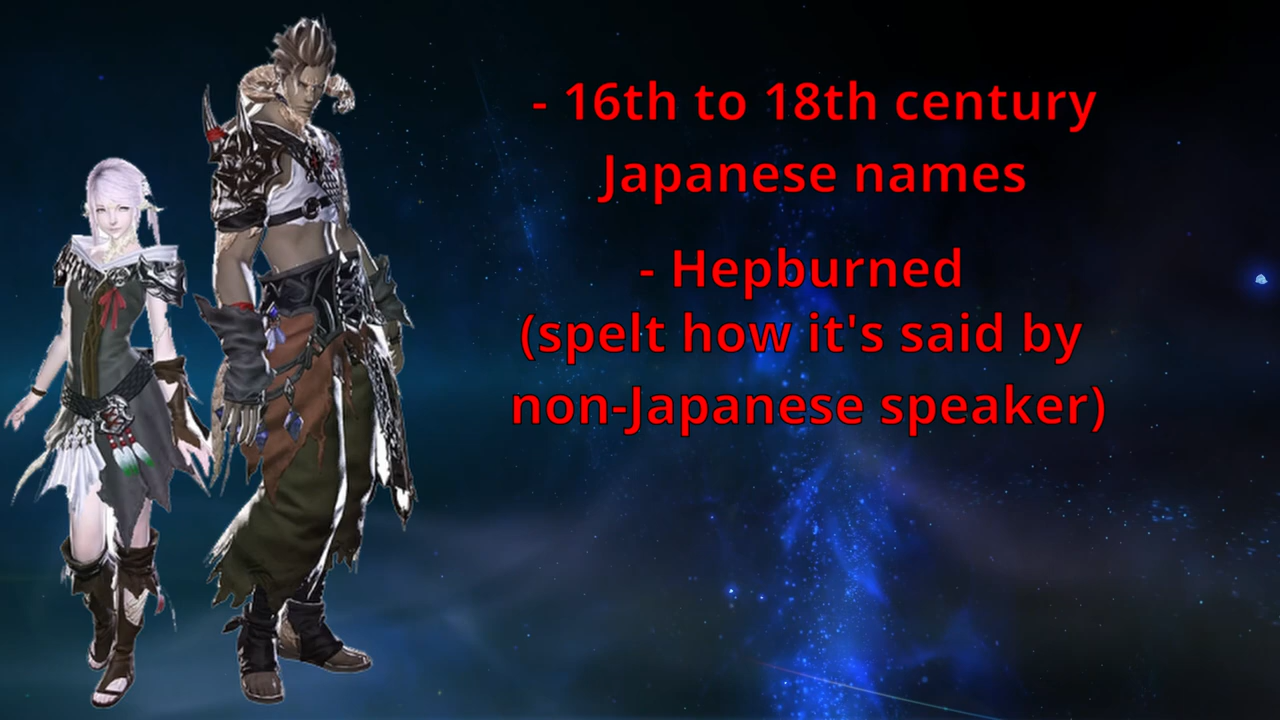 - 16th to 18th century
Japanese names
- Hepburned
(spelt how it's said by
non-Japanese speaker)